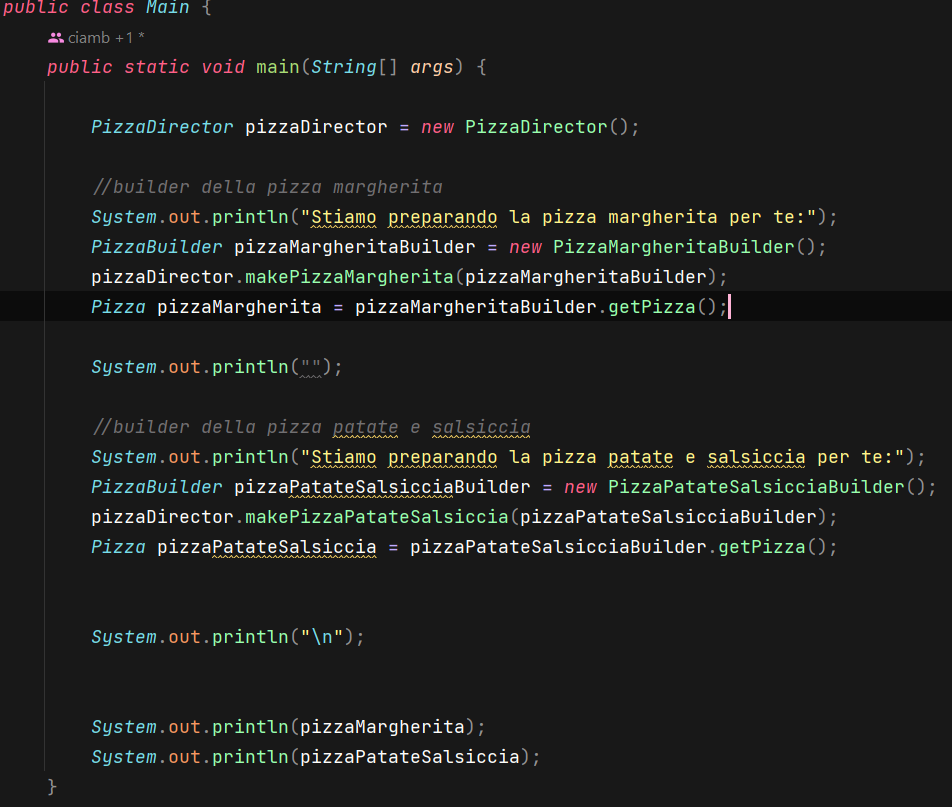 public class Main {
ciamb +1 *
public static void main(String[] args) {
PizzaDirector pizzaDirector = new PizzaDirector();
//builder della pizza margherita
System.out.println("Stiamo preparando la pizza margherita per te:");
PizzaBuilder pizzaMargheritaBuilder = new PizzaMargheritaBuilder();
pizzaDirector.makePizzaMargherita(pizzaMargheritaBuilder);
Pizza pizzaMargherita = pizzaMargheritaBuilder.getPizza();
System.out.println("");
//builder della pizza patate e salsiccia
System.out.println("Stiamo preparando la pizza patate e salsiccia per te:");
PizzaBuilder pizzaPatateSalsicciaBuilder = new PizzaPatateSalsicciaBuilder();
pizzaDirector.makePizzaPatateSalsiccia(pizzaPatateSalsicciaBuilder);
Pizza pizzaPatateSalsiccia = pizzaPatateSalsicciaBuilder.getPizza();
System.out.println("\n");
System.out.println(pizzaMargherita);
System.out.println(pizzaPatateSalsiccia);
}